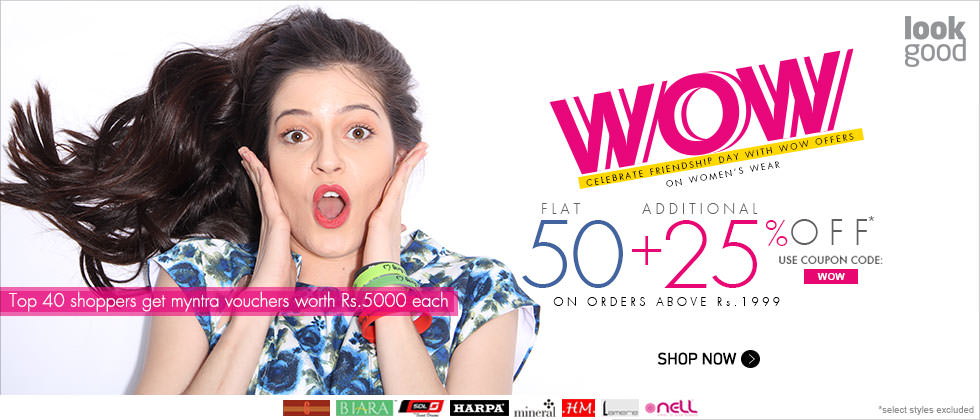 look
good
WOW
CELEBRATE FRIENDSHIP DAY WITH WOW OFFERS
ON WOMEN'S WEAR
FLAT ADDITIONAL
50+25%OFF*
USE COUPON CODE:
WOW
ON ORDERS ABOVE Rs.1999
Top 40 shoppers get myntra vouchers worth Rs.5000 each
SHOP NOW
BIARA SDL HARPA mineral .HM. Lamora nell
*select styles excluded